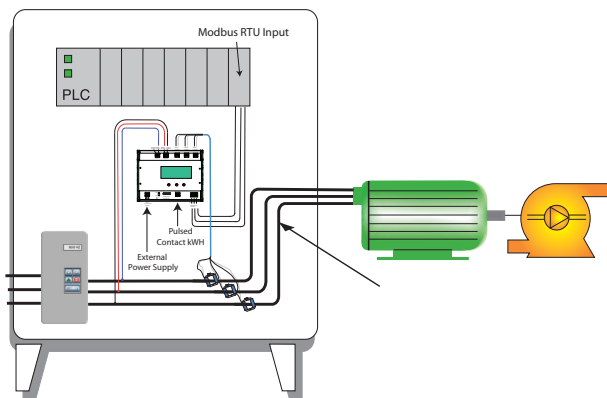 Modbus RTU Input
PLC
Pulsed
Contact kWH
External
Power Supply